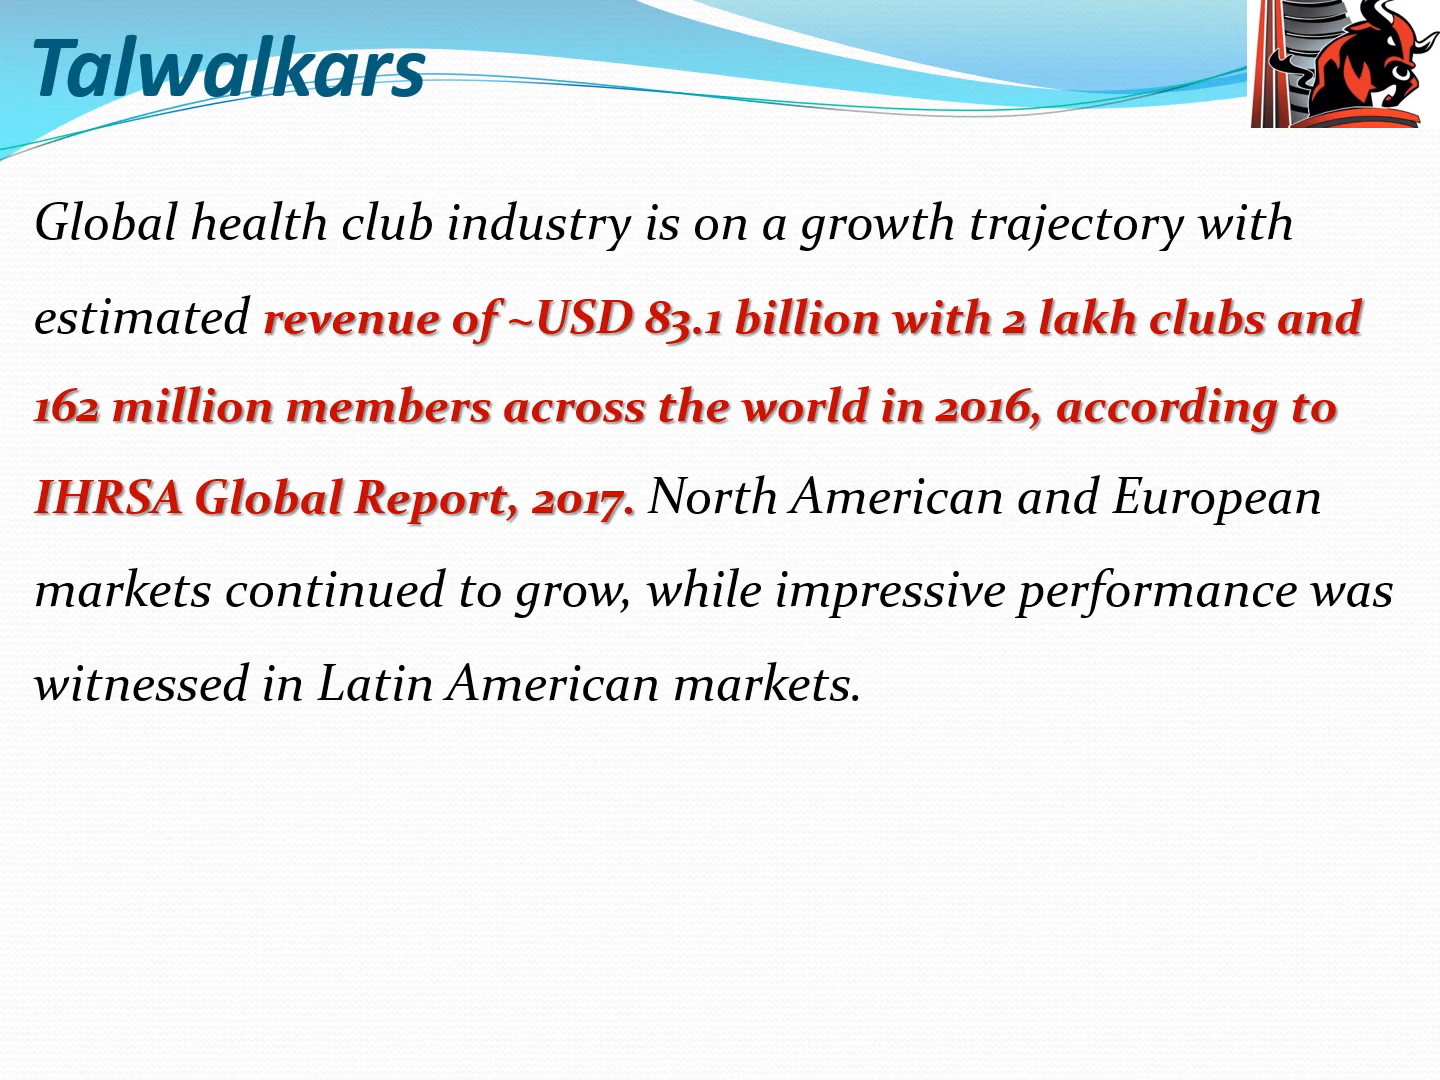 Talwalkars
Global health club industry is on a growth trajectory with
estimated revenue of ~USD 83.1 billion with 2 lakh clubs and
162 million members across the world in 2016, according to
IHRSA Global Report, 2017. North American and European
markets continued to grow, while impressive performance was
witnessed in Latin American markets.